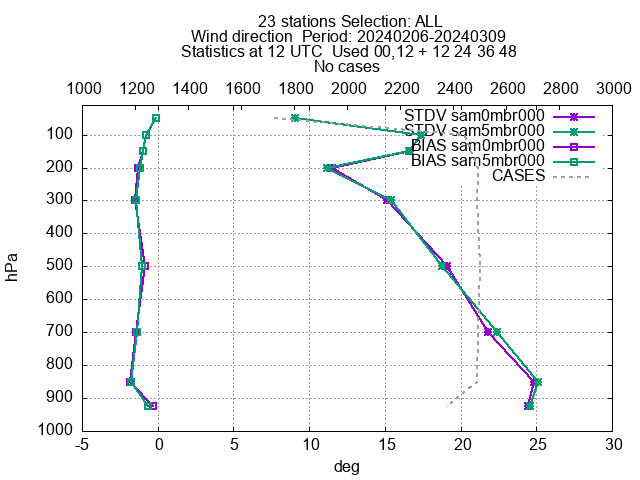 23 stations Selection: ALL
Wind direction  Period: 20240206-20240309
Statistics at 12 UTC  Used 00,12 + 12 24 36 48
No cases
1000 1200 1400 1600 1800 2000 2200 2400 2600 2800 3000
STDV sam0mbr000
STDV sam5mbr000
BIAS sam0mbr000
BIAS sam5mbr000
CASES
100
200
300
400
500
600
700
800
900
1000
hPa
-5 0 5 10 15 20 25 30
deg